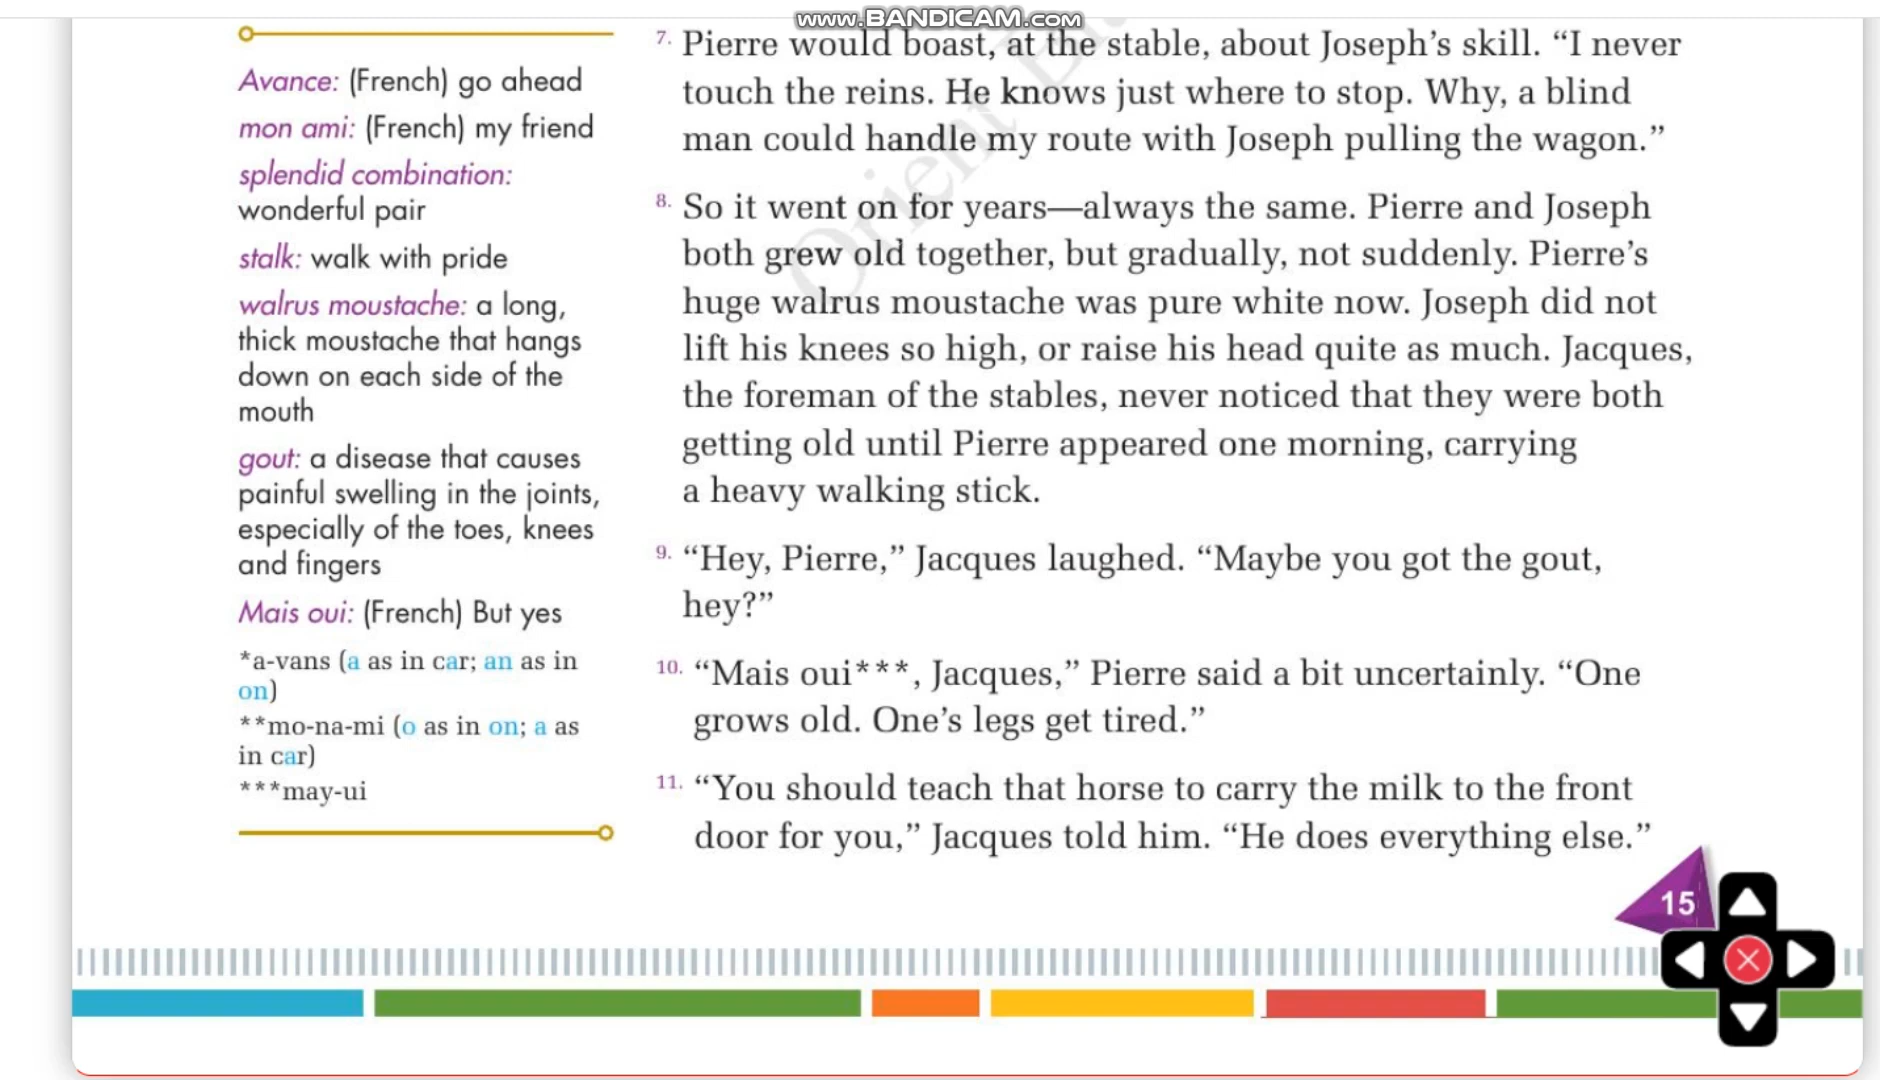 www.BANDICAM.com
Avance: (French) go ahead
mon ami: (French) my friend
splendid combination:
wonderful pair
stalk: walk with pride
walrus moustache: a long,
thick moustache that hangs
down on each side of the
mouth
gout: a disease that causes
painful swelling in the joints,
especially of the toes, knees
and fingers
Mais oui: (French) But yes
*a-vans (a as in car; an as in
on)
**mo-na-mi (o as in on; a as
in car)
***may-ui
7. Pierre would boast, at the stable, about Joseph’s skill. “I never
touch the reins. He knows just where to stop. Why, a blind
man could handle my route with Joseph pulling the wagon.”
8. So it went on for years—always the same. Pierre and Joseph
both grew old together, but gradually, not suddenly. Pierre’s
huge walrus moustache was pure white now. Joseph did not
lift his knees so high, or raise his head quite as much. Jacques,
the foreman of the stables, never noticed that they were both
getting old until Pierre appeared one morning, carrying
a heavy walking stick.
9. “Hey, Pierre,” Jacques laughed. “Maybe you got the gout,
hey?”
10. “Mais oui***, Jacques,” Pierre said a bit uncertainly. “One
grows old. One’s legs get tired.”
11. “You should teach that horse to carry the milk to the front
door for you,” Jacques told him. “He does everything else.”
15
Orient